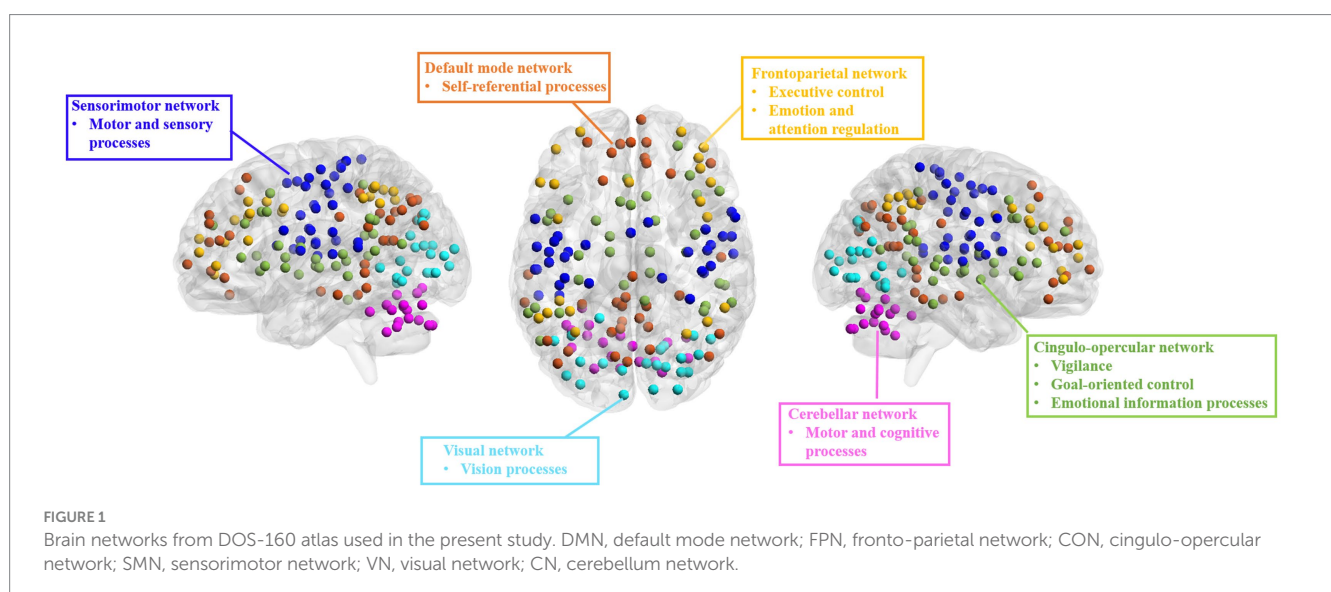 Default mode network
• Self-referential processes
Frontoparietal network
• Executive control
• Emotion and
attention regulation
Sensorimotor network
• Motor and sensory
processes
Cingulo-opercular network
• Vigilance
• Goal-oriented control
• Emotional information processes
Cerebellar network
• Motor and cognitive
processes
Visual network
• Vision processes
FIGURE 1
Brain networks from DOS-160 atlas used in the present study. DMN, default mode network; FPN, fronto-parietal network; CON, cingulo-opercular
network; SMN, sensorimotor network; VN, visual network; CN, cerebellum network.